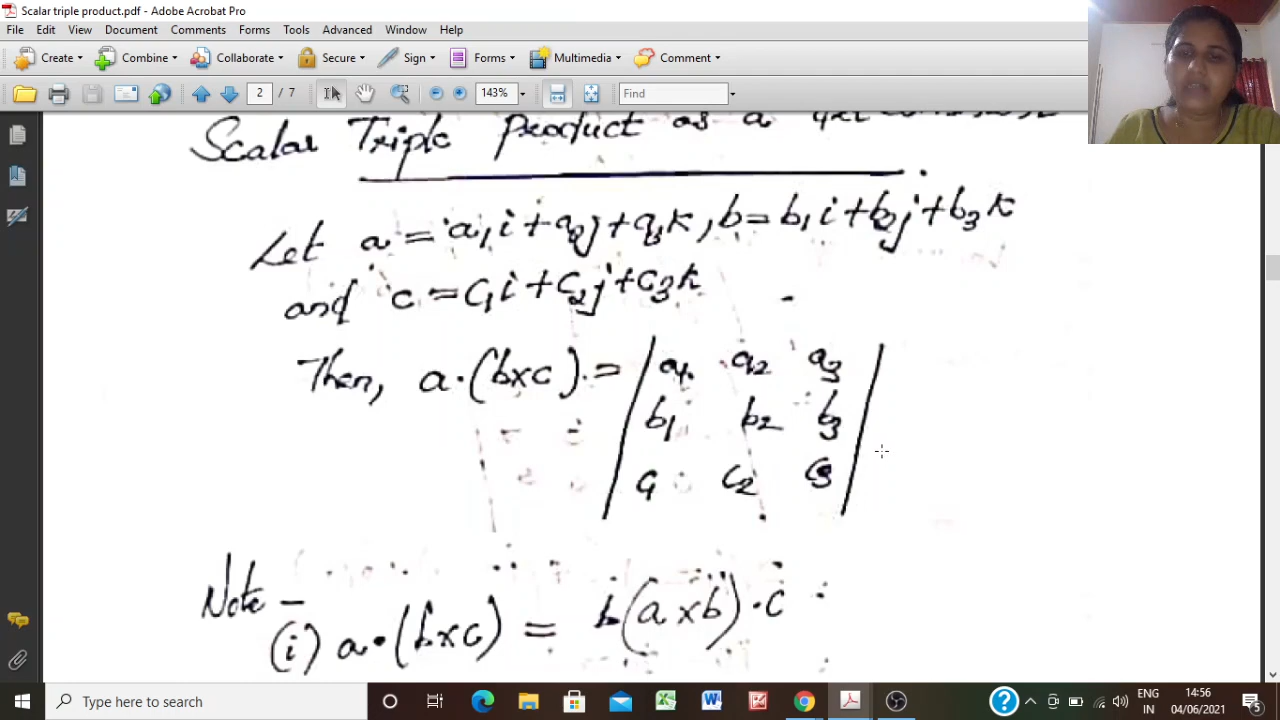 Scalar triple product.pdf - Adobe Acrobat Pro
File Edit View Document Comments Forms Tools Advanced Window Help
Create Combine Collaborate Secure Sign Forms Multimedia Comment
2 / 7 143% Find
Scalar Triple Product as a
Let a = a₁i + a₂j + a₃k, b = b₁i + b₂j + b₃k
and c = c₁i + c₂j + c₃k
Then, a·(b×c) = | a₁ a₂ a₃ |
| b₁ b₂ b₃ |
| c₁ c₂ c₃ |
Note –
(i) a·(b×c) = (a×b)·c
Type here to search
ENG 14:56
IN 04/06/2021
5